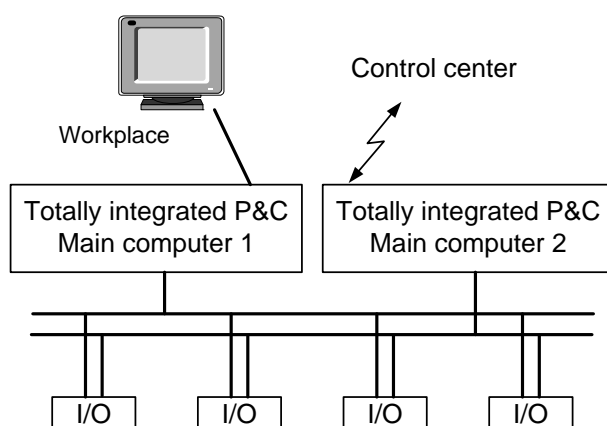 Control center
Workplace
Totally integrated P&C
Main computer 1
Totally integrated P&C
Main computer 2
I/O
I/O
I/O
I/O